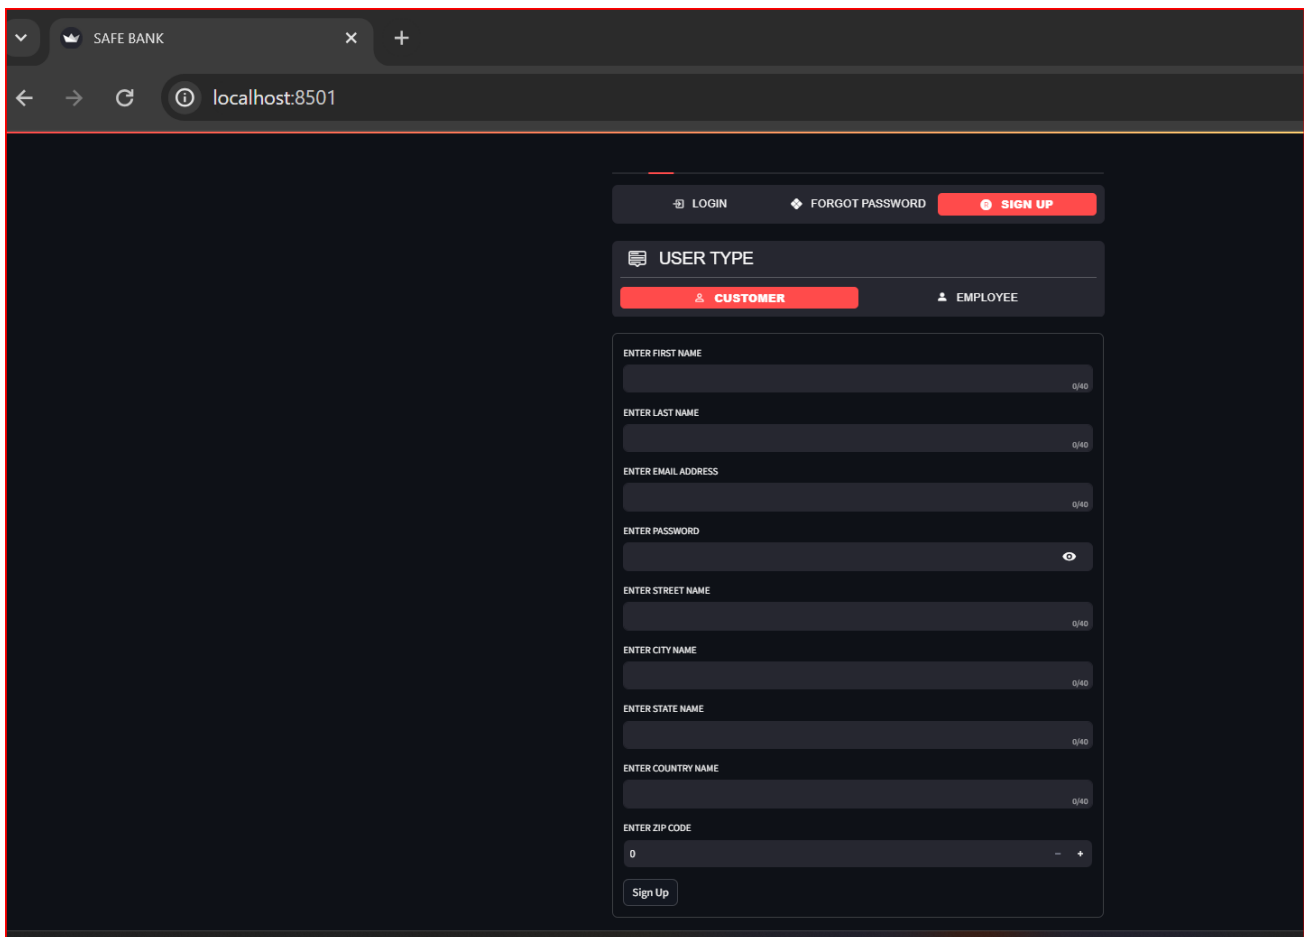 SAFE BANK
localhost:8501
LOGIN FORGOT PASSWORD SIGN UP
USER TYPE
CUSTOMER EMPLOYEE
ENTER FIRST NAME
0/40
ENTER LAST NAME
0/40
ENTER EMAIL ADDRESS
0/40
ENTER PASSWORD
ENTER STREET NAME
0/40
ENTER CITY NAME
0/40
ENTER STATE NAME
0/40
ENTER COUNTRY NAME
0/40
ENTER ZIP CODE
0
Sign Up